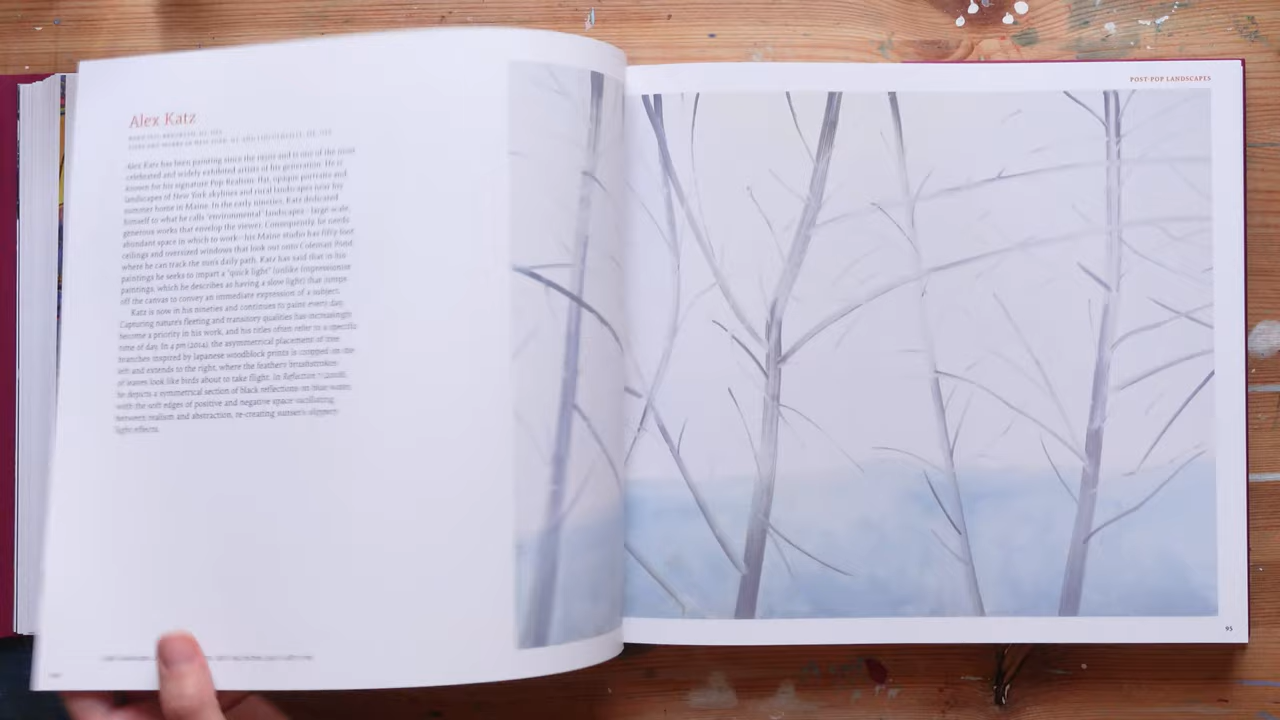 Alex Katz
Alex Katz has been painting since the 1950s and is one of the most
celebrated and widely exhibited artists of his generation. He is
known for his signature Pop Realism: flat, opaque portraits and
landscapes of New York skylines and rural landscapes near his
summer home in Maine. In the early nineties, Katz dedicated
himself to what he calls "environmental" landscapes—large-scale,
generous works that envelop the viewer. Consequently, he needs
abundant space in which to work—his Maine studio has fifty-foot
ceilings and oversized windows that look out onto Coleman Pond,
where he can track the sun's daily path. Katz has said that in his
paintings he seeks to impart a "quick light" (unlike Impressionist
paintings, which he describes as having a slow light) that jumps
off the canvas to convey an immediate expression of a subject.
Katz is now in his nineties and continues to paint every day.
Capturing nature's fleeting and transitory qualities has increasingly
become a priority in his work, and his titles often refer to a specific
time of day. In 4 pm (2014), the asymmetrical placement of tree
branches inspired by Japanese woodblock prints is cropped on the
left and extends to the right, where the feathery brushstrokes
of waves look like birds about to take flight. In Reflection 7 (2008),
he depicts a symmetrical section of black reflections on blue water,
with the soft edges of positive and negative space vacillating
between realism and abstraction, re-creating sunset's slippery
light effects.
POST-POP LANDSCAPES
95